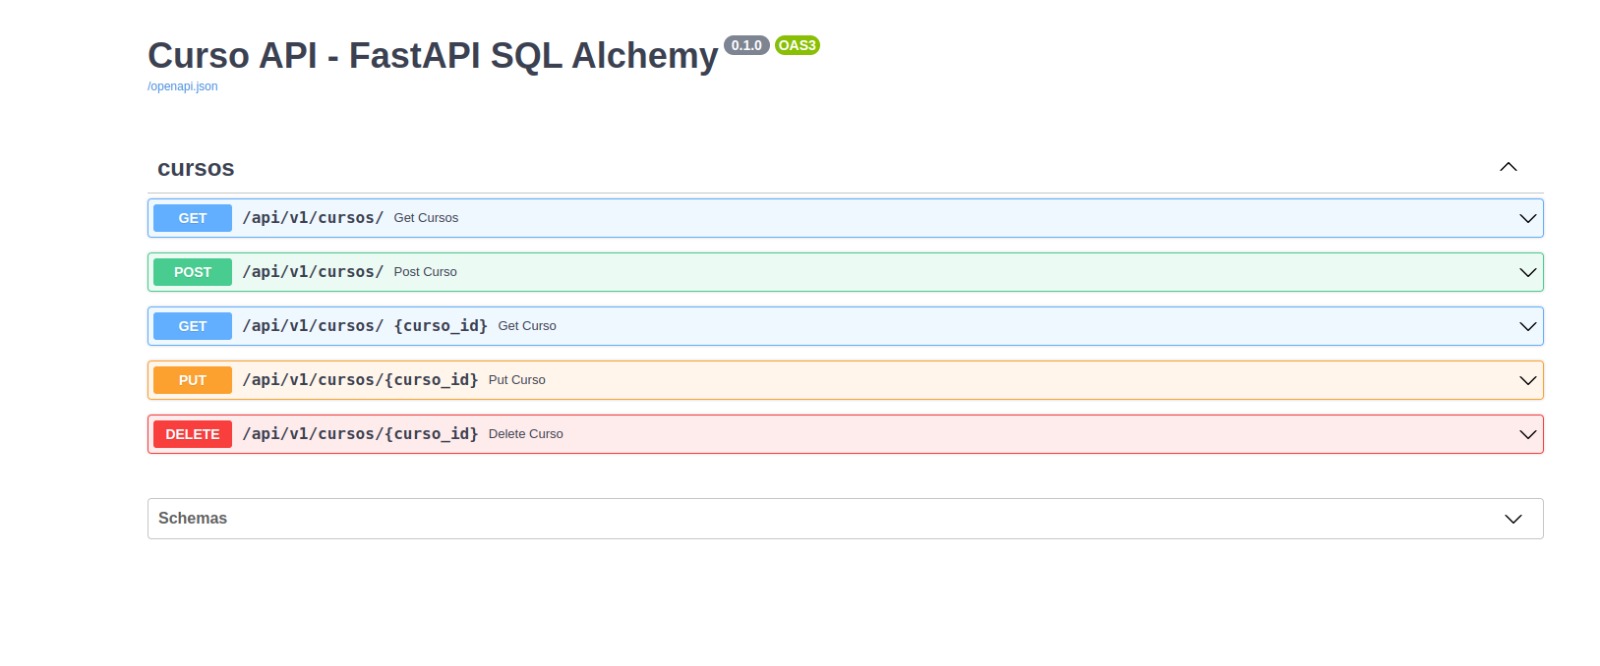 Curso API - FastAPI SQL Alchemy 0.1.0 OAS3
/openapi.json
cursos
GET /api/v1/cursos/ Get Cursos
POST /api/v1/cursos/ Post Curso
GET /api/v1/cursos/ {curso_id} Get Curso
PUT /api/v1/cursos/{curso_id} Put Curso
DELETE /api/v1/cursos/{curso_id} Delete Curso
Schemas